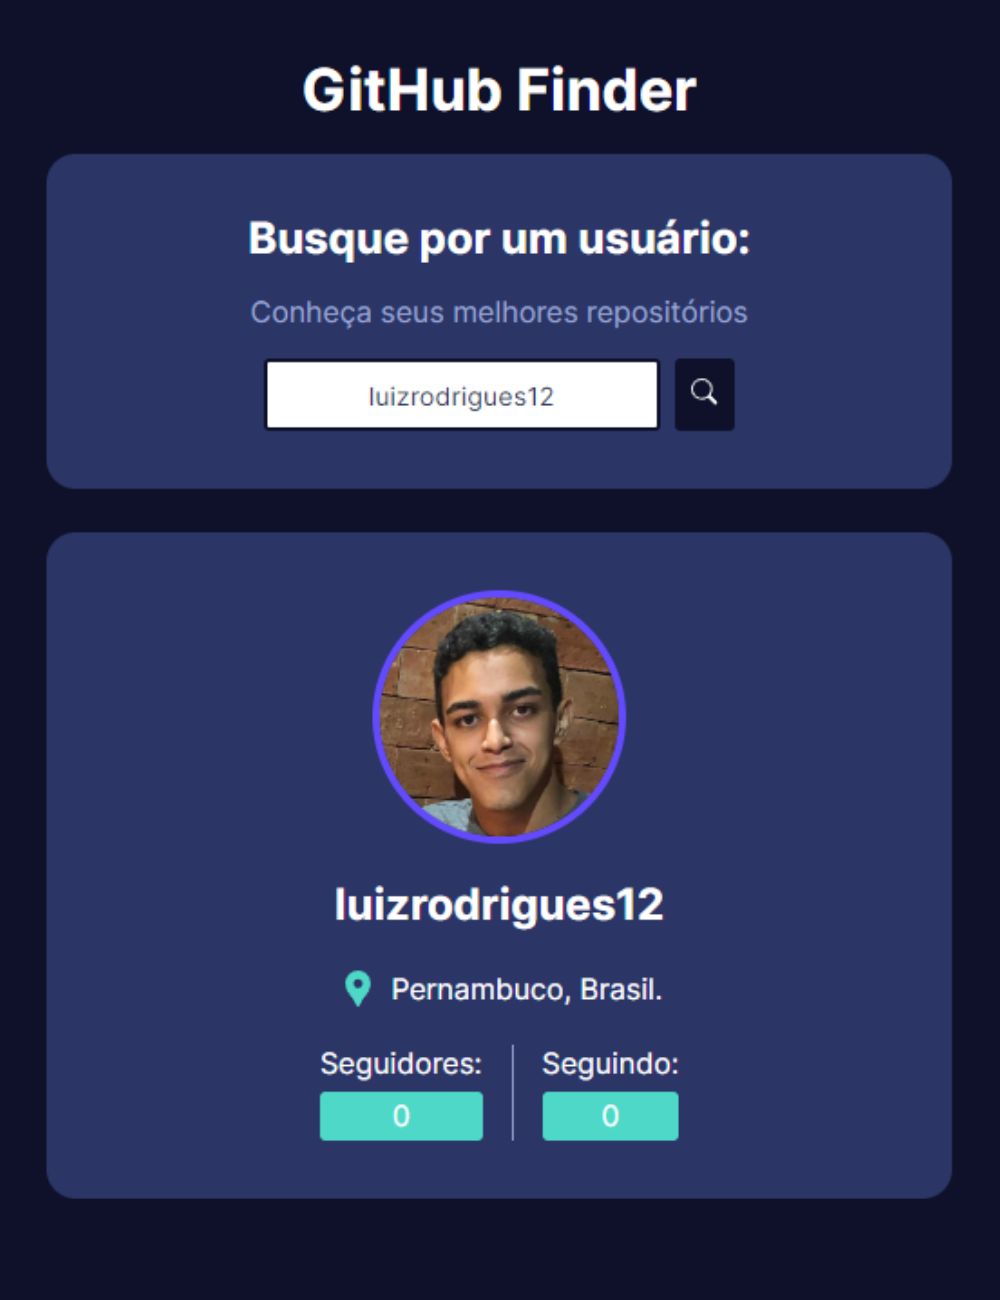 GitHub Finder
Busque por um usuário:
Conheça seus melhores repositórios
luizrodrigues12
luizrodrigues12
Pernambuco, Brasil.
Seguidores: Seguindo:
0 0